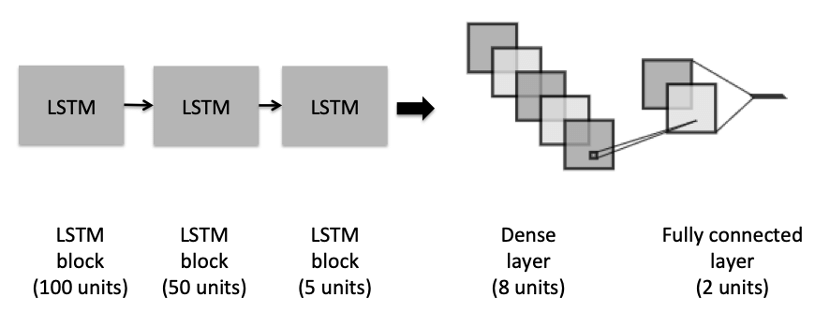 LSTM
LSTM
LSTM
LSTM
block
(100 units)
LSTM
block
(50 units)
LSTM
block
(5 units)
Dense
layer
(8 units)
Fully connected
layer
(2 units)